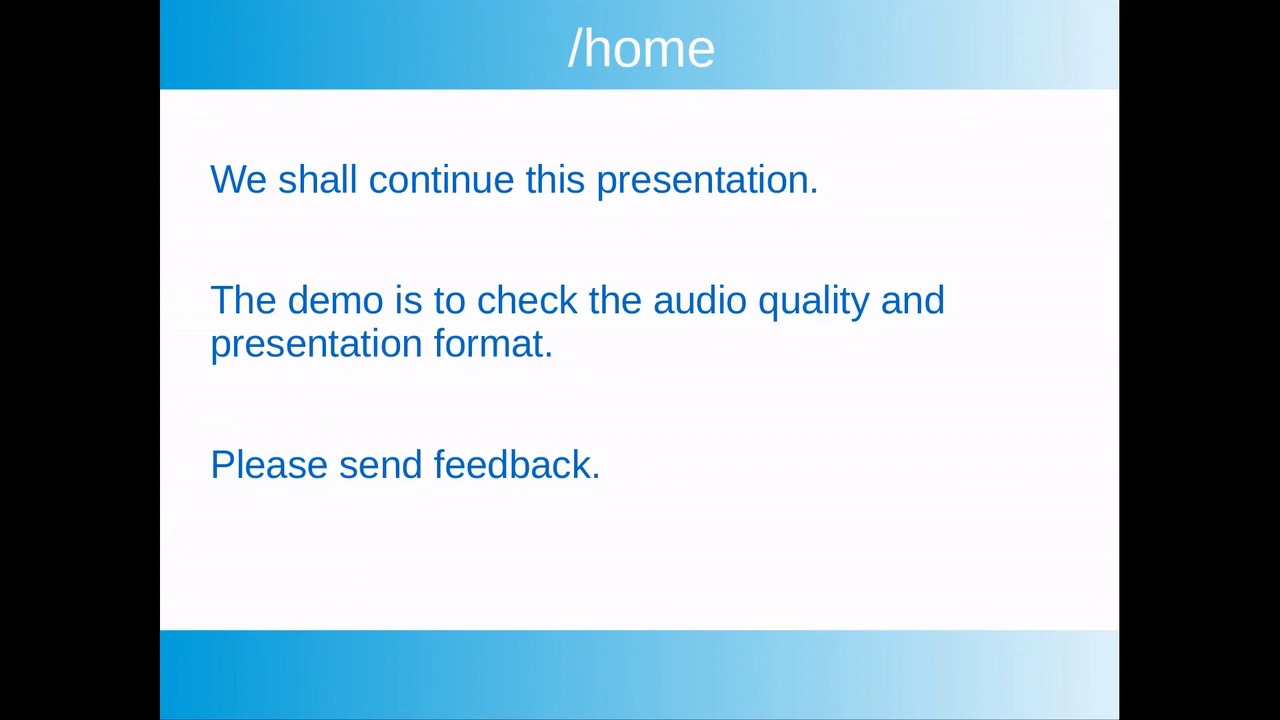 /home
We shall continue this presentation.
The demo is to check the audio quality and
presentation format.
Please send feedback.